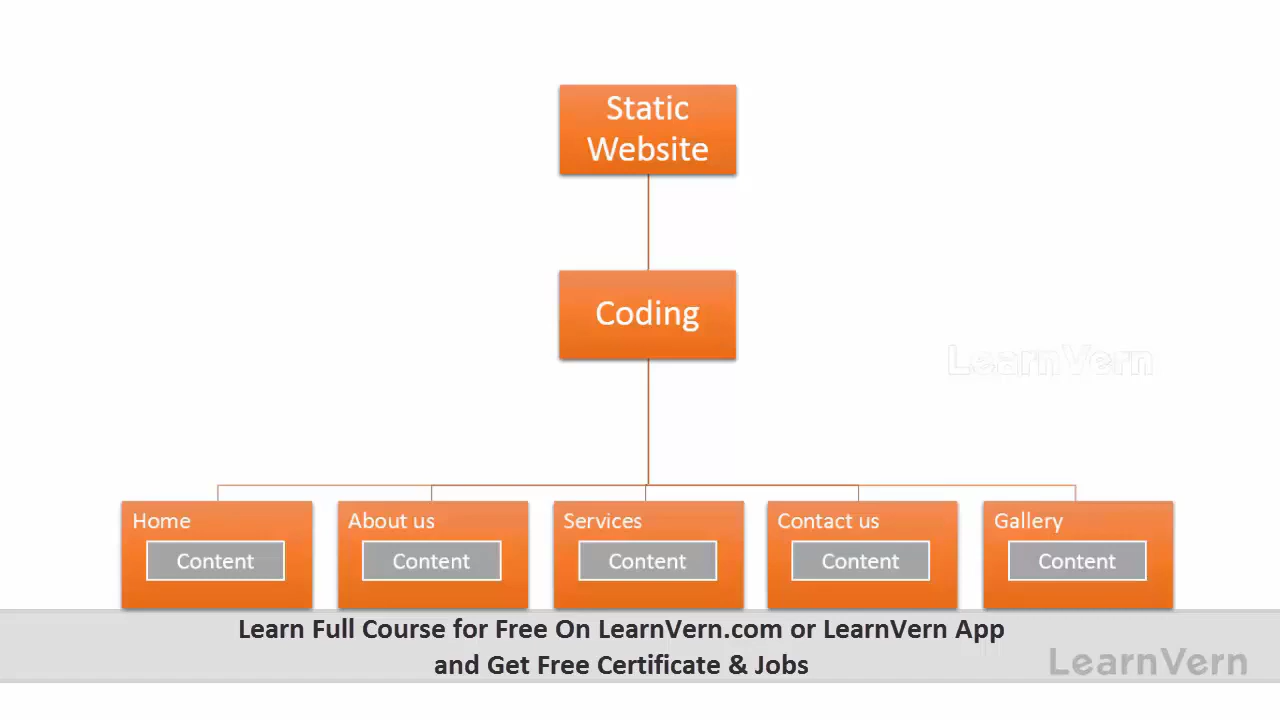 Static
Website
Coding
LearnVern
Home
About us
Services
Contact us
Gallery
Content
Content
Content
Content
Content
Learn Full Course for Free On LearnVern.com or LearnVern App
and Get Free Certificate & Jobs
LearnVern